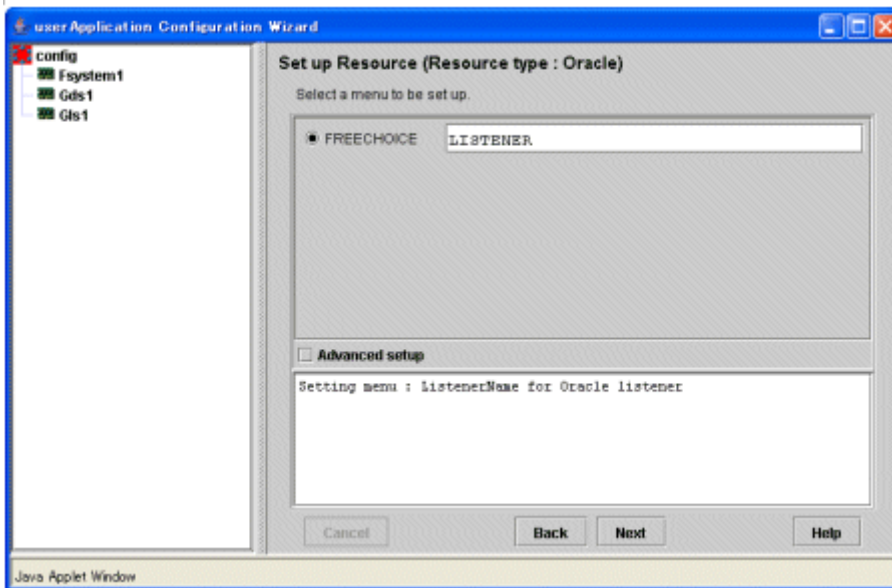 userApplication Configuration Wizard
config
Fsystem1
Gds1
Gls1
Set up Resource (Resource type : Oracle)
Select a menu to be set up.
FREECHOICE
LISTENER
Advanced setup
Setting menu : ListenerName for Oracle listener
Cancel
Back
Next
Help
Java Applet Window